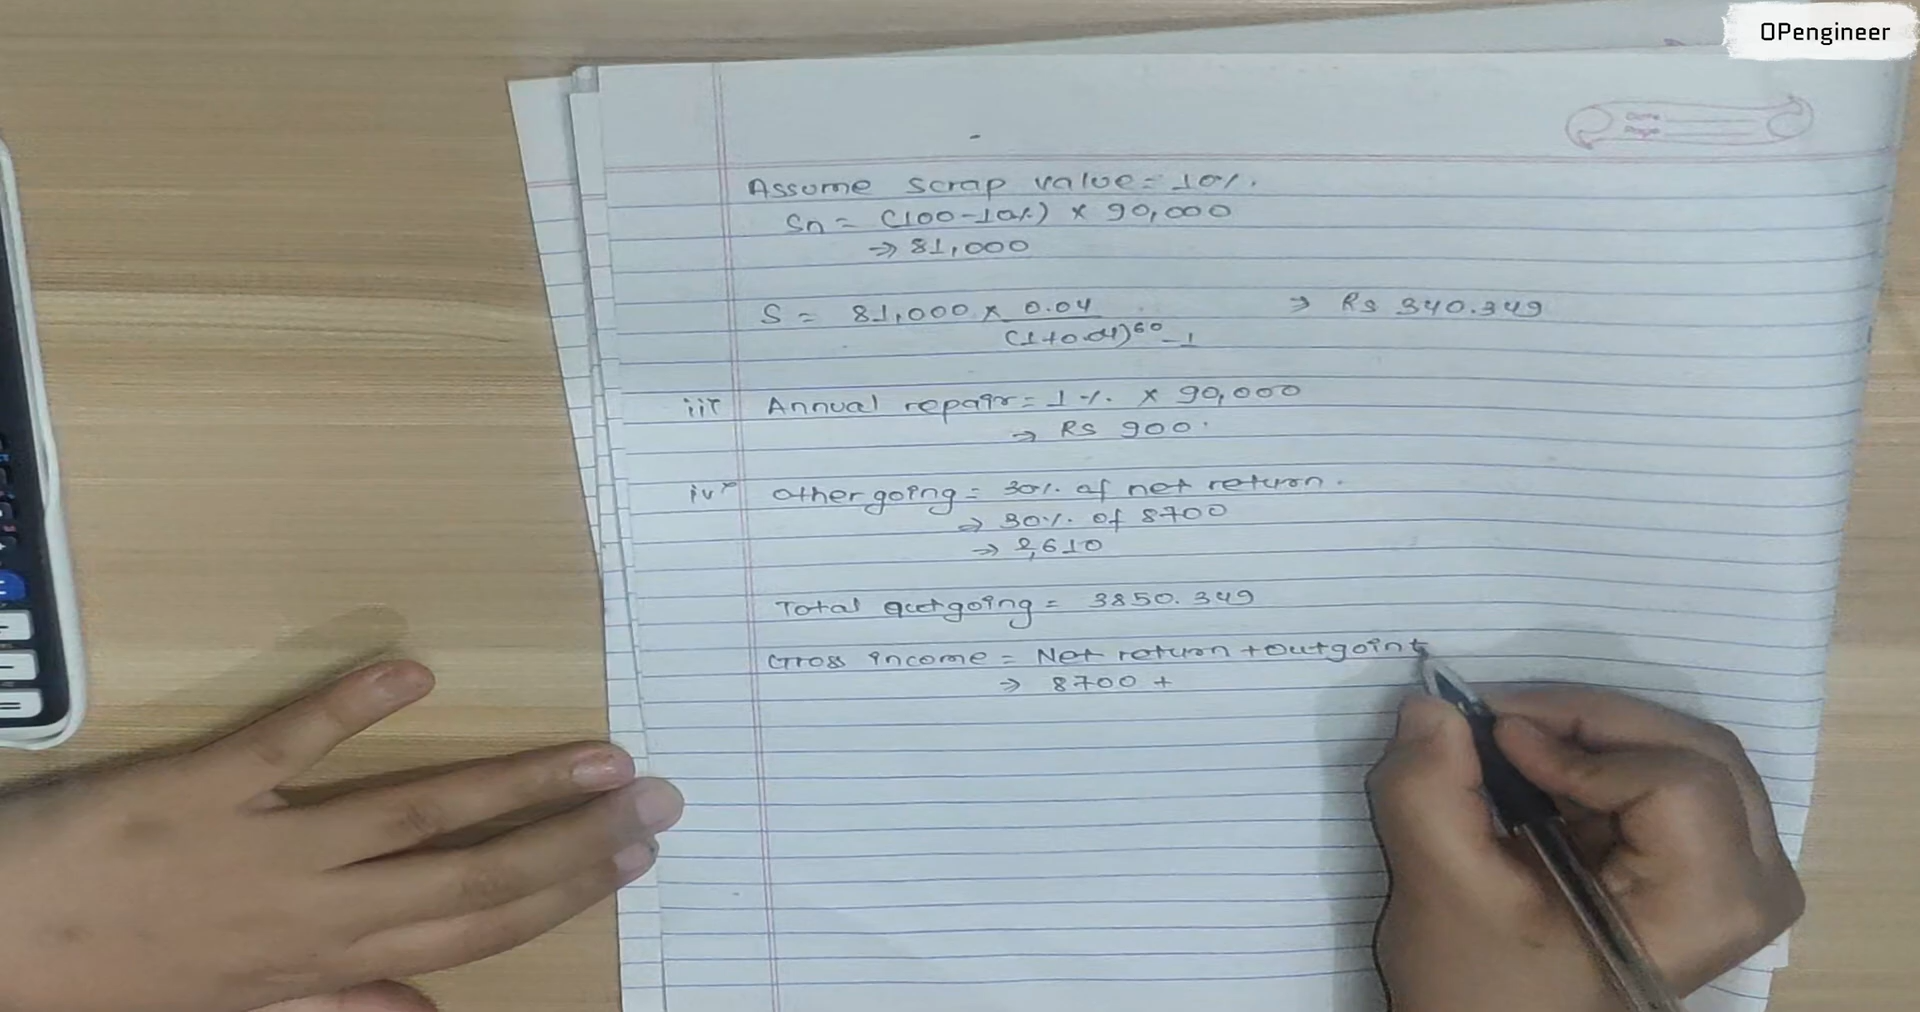 OPengineer
Assume scrap value = 10%.
Sn = (100-10%) × 90,000
⇒ 81,000
S = 81,000 × 0.04 / (1+0.04)^60 - 1 ⇒ Rs 340.349
iii Annual repair = 1% × 90,000
⇒ Rs 900.
iv Other going = 30% of net return.
⇒ 30% of 8700
⇒ 2,610
Total outgoing = 3850.349
Gross income = Net return + outgoint
⇒ 8700 +